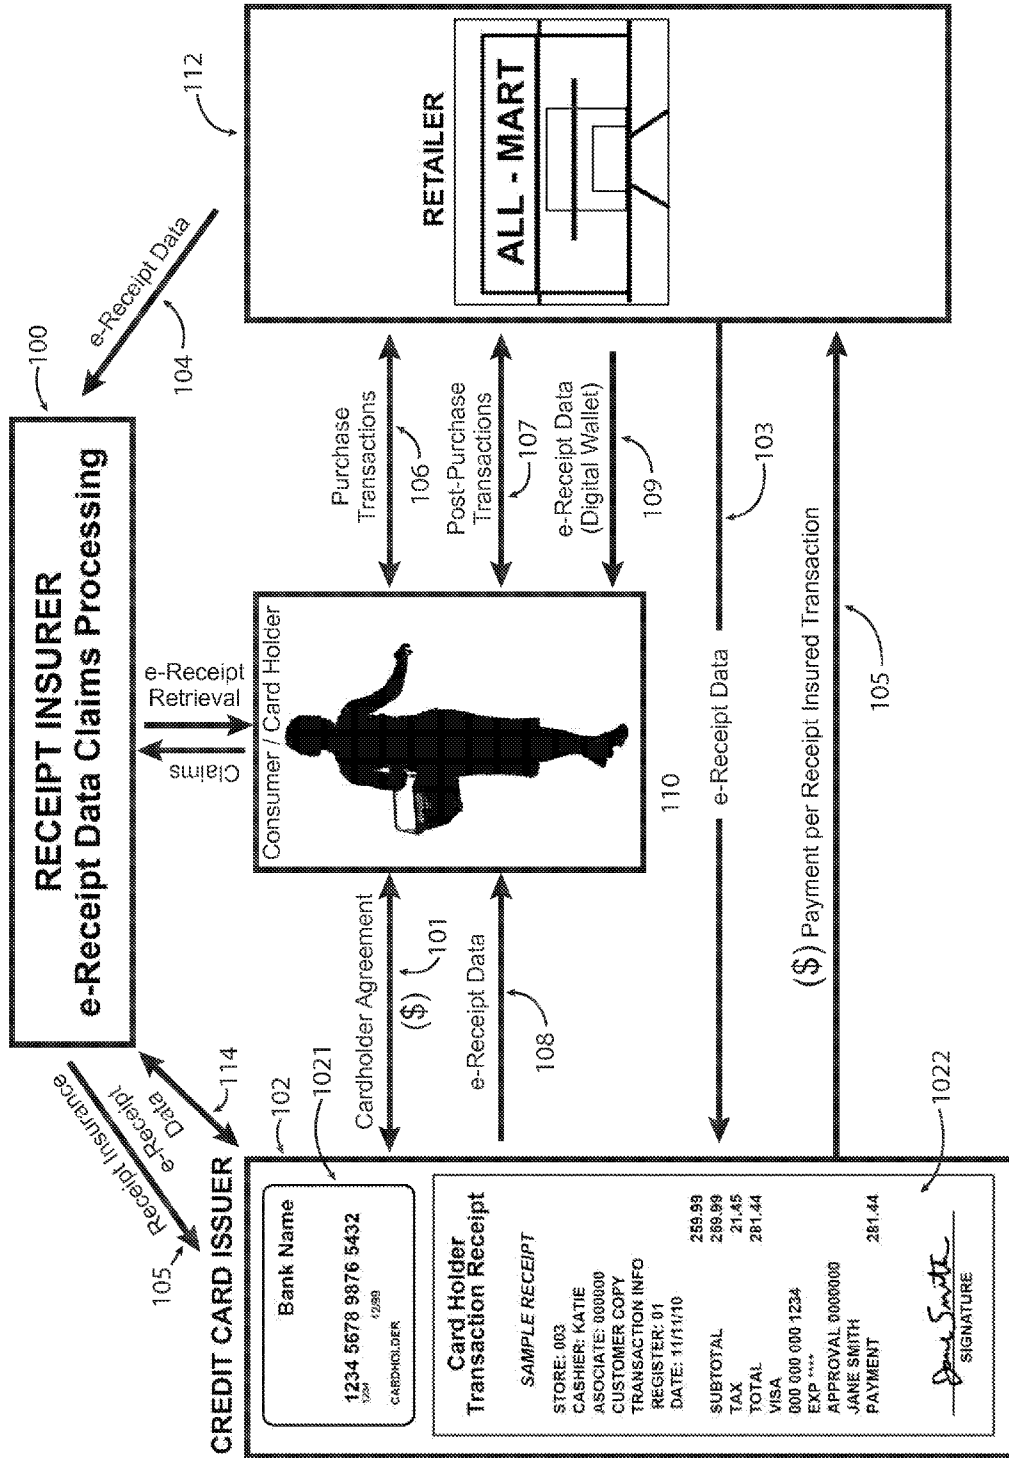 RECEIPT INSURER
e-Receipt Data Claims Processing
100
Receipt Insurance
105
e-Receipt
Data
114
e-Receipt Data
104
112
Claims
e-Receipt
Retrieval
CREDIT CARD ISSUER
102
Bank Name
1021
1234 5678 9876 5432
1234
12/99
CARDHOLDER
Card Holder
Transaction Receipt
SAMPLE RECEIPT
STORE: 003
CASHIER: KATIE
ASOCIATE: 000000
CUSTOMER COPY
TRANSACTION INFO
REGISTER: 01
DATE: 11/11/10
259.99
SUBTOTAL 259.99
TAX 21.45
TOTAL 281.44
VISA
000 000 000 1234
EXP ****
APPROVAL 0000000
JANE SMITH
PAYMENT 281.44
Jane Smith
SIGNATURE
1022
Cardholder Agreement
($)
101
e-Receipt Data
108
Consumer / Card Holder
110
Purchase
Transactions
106
Post-Purchase
Transactions
107
e-Receipt Data
(Digital Wallet)
109
RETAILER
ALL - MART
e-Receipt Data
103
($) Payment per Receipt Insured Transaction
105